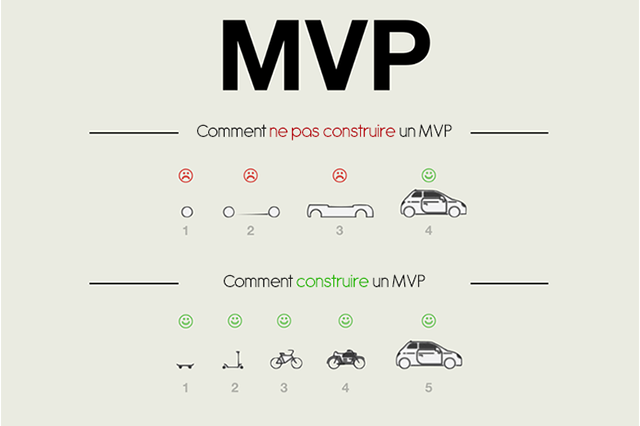 MVP
Comment ne pas construire un MVP
1 2 3 4
Comment construire un MVP
1 2 3 4 5